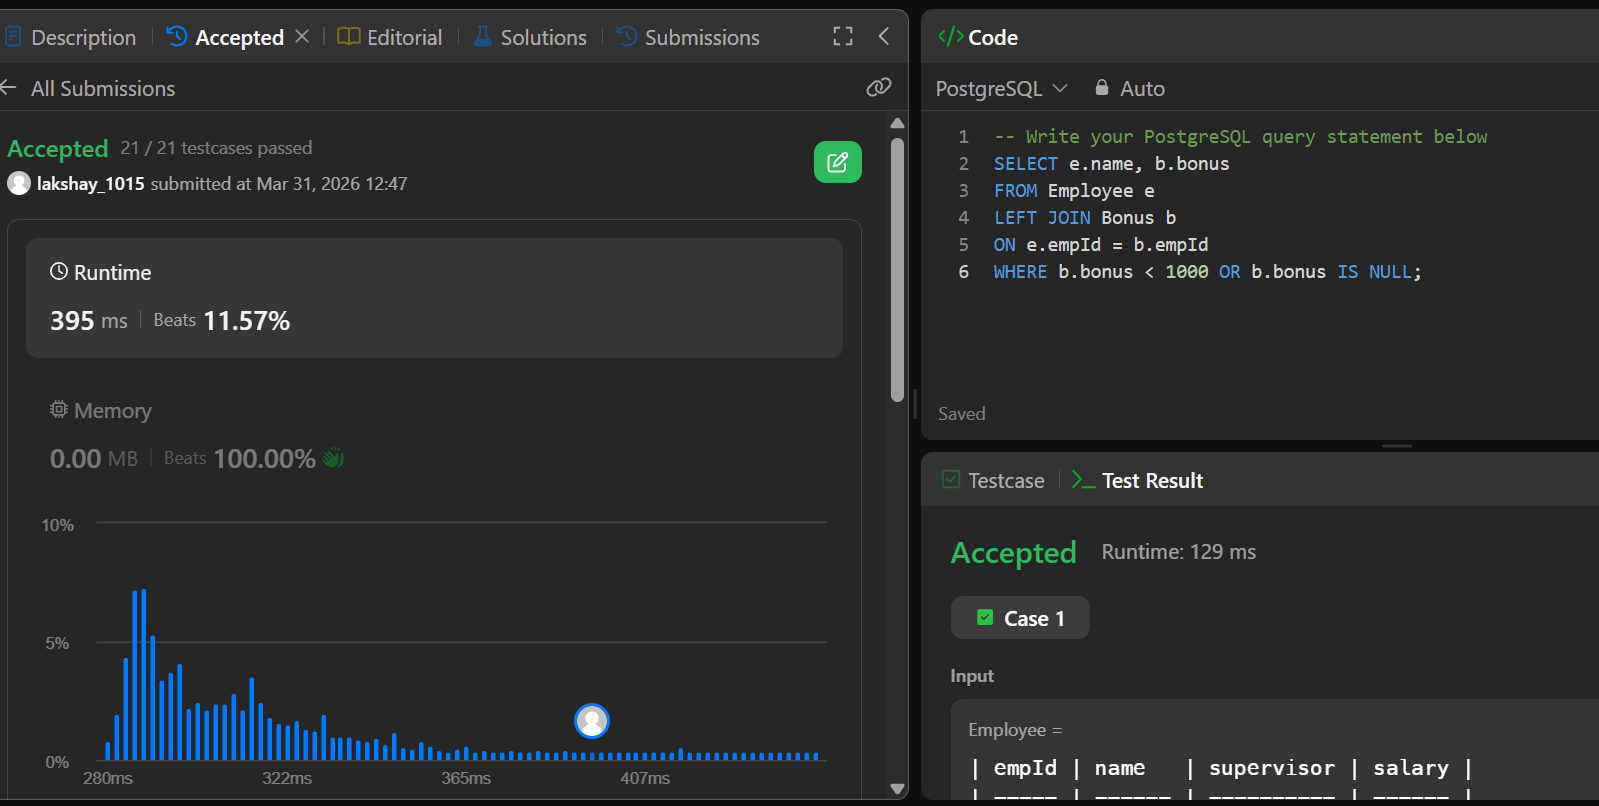 Description
Accepted
Editorial
Solutions
Submissions
All Submissions
Accepted 21 / 21 testcases passed
lakshay_1015 submitted at Mar 31, 2026 12:47
Runtime
395 ms Beats 11.57%
Memory
0.00 MB Beats 100.00%
10%
5%
0%
280ms 322ms 365ms 407ms
</> Code
PostgreSQL Auto
1 -- Write your PostgreSQL query statement below
2 SELECT e.name, b.bonus
3 FROM Employee e
4 LEFT JOIN Bonus b
5 ON e.empId = b.empId
6 WHERE b.bonus < 1000 OR b.bonus IS NULL;
Saved
Testcase
>_ Test Result
Accepted Runtime: 129 ms
Case 1
Input
Employee =
| empId | name | supervisor | salary |
| ----- | ------ | ---------- | ------ |